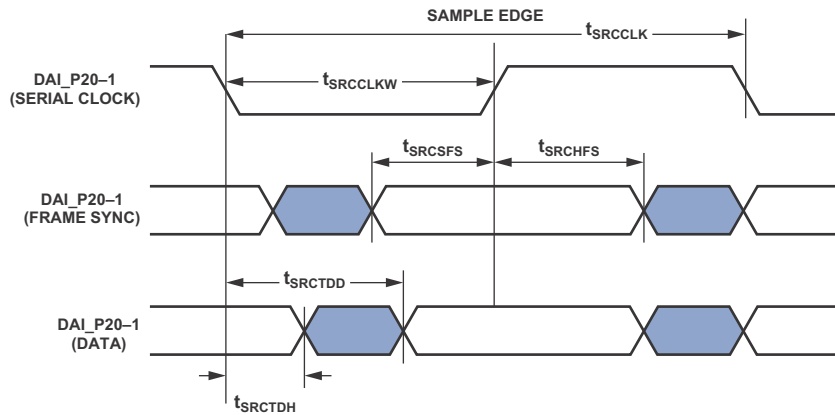 SAMPLE EDGE
tSRCCLK
DAI_P20–1
(SERIAL CLOCK)
tSRCCLKW
tSRCSFS
tSRCHFS
DAI_P20–1
(FRAME SYNC)
tSRCTDD
DAI_P20–1
(DATA)
tSRCTDH